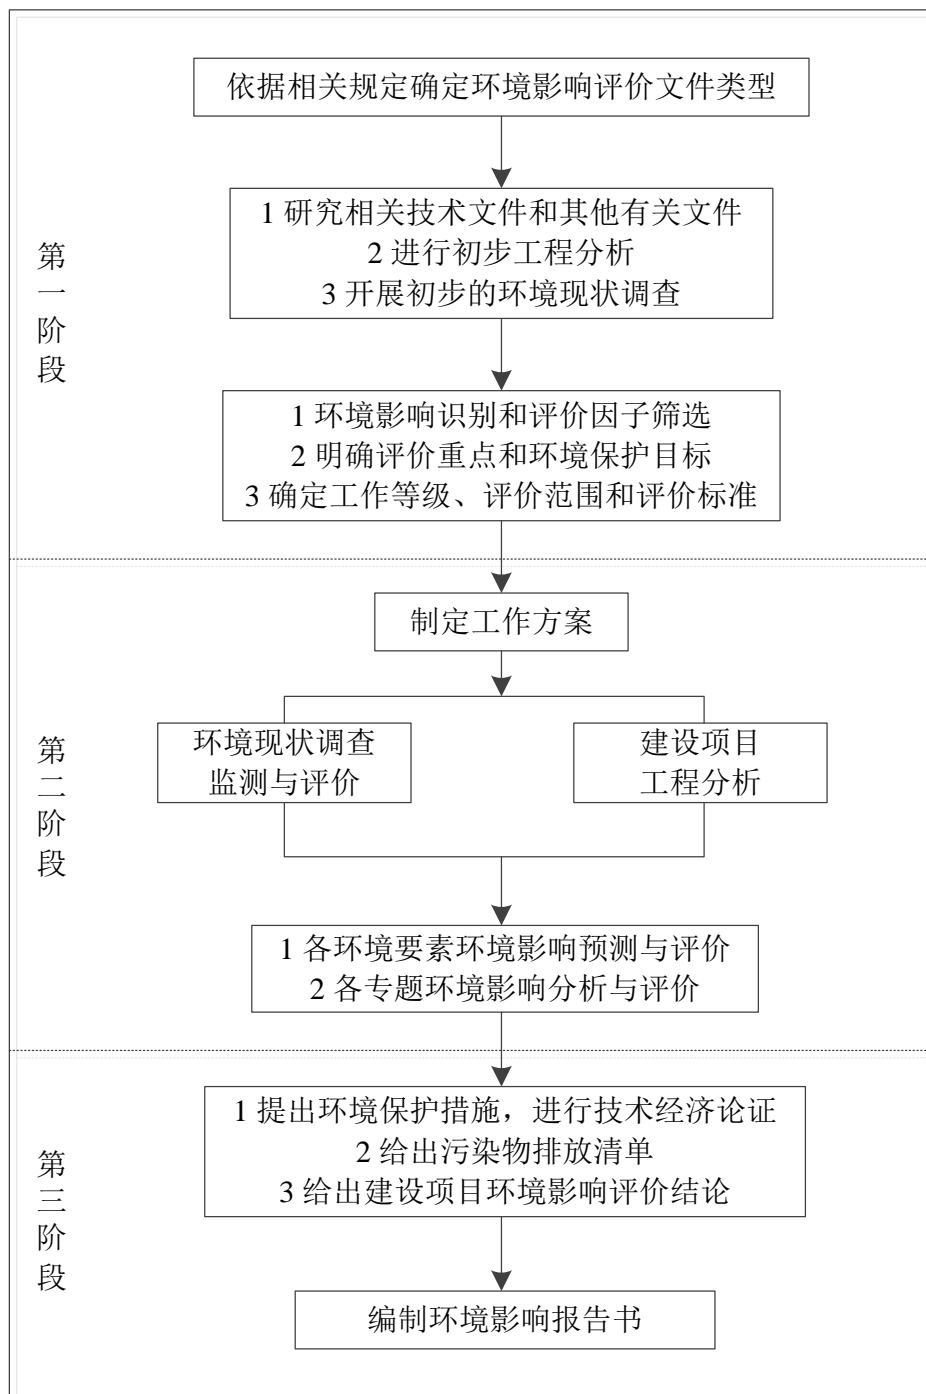 依据相关规定确定环境影响评价文件类型
1 研究相关技术文件和其他有关文件
2 进行初步工程分析
3 开展初步的环境现状调查
第一阶段
1 环境影响识别和评价因子筛选
2 明确评价重点和环境保护目标
3 确定工作等级、评价范围和评价标准
制定工作方案
环境现状调查
监测与评价
建设项目
工程分析
第二阶段
1 各环境要素环境影响预测与评价
2 各专题环境影响分析与评价
1 提出环境保护措施，进行技术经济论证
2 给出污染物排放清单
3 给出建设项目环境影响评价结论
第三阶段
编制环境影响报告书